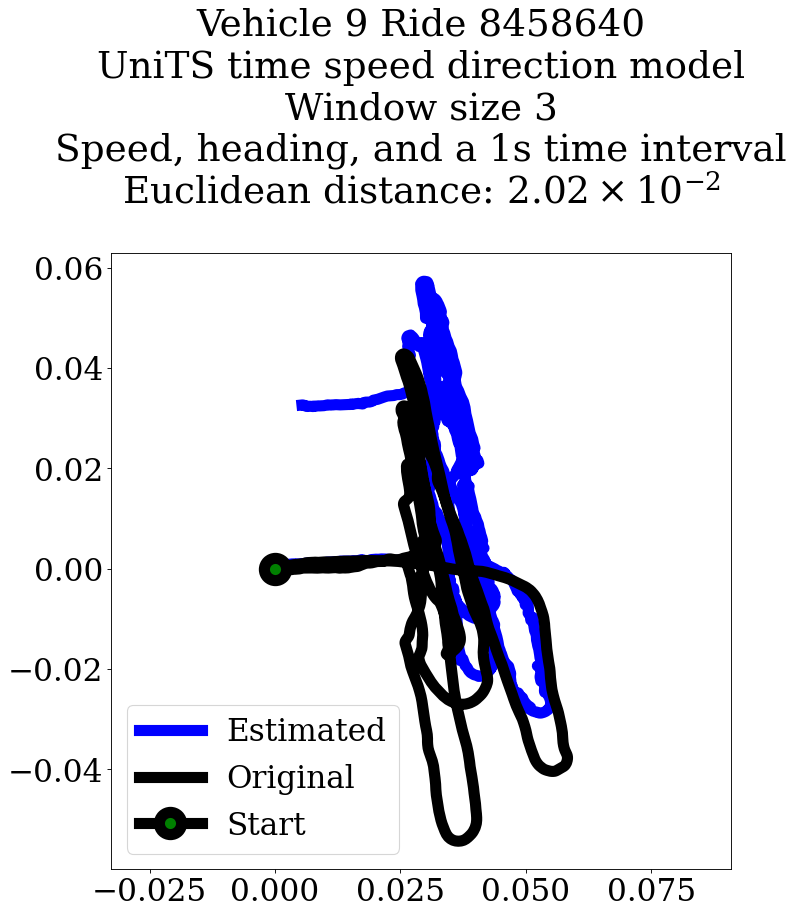 Vehicle 9 Ride 8458640
UniTS time speed direction model
Window size 3
Speed, heading, and a 1s time interval
Euclidean distance: 2.02 × 10⁻²
0.06
0.04
0.02
0.00
−0.02
−0.04
Estimated
Original
Start
−0.025 0.000 0.025 0.050 0.075